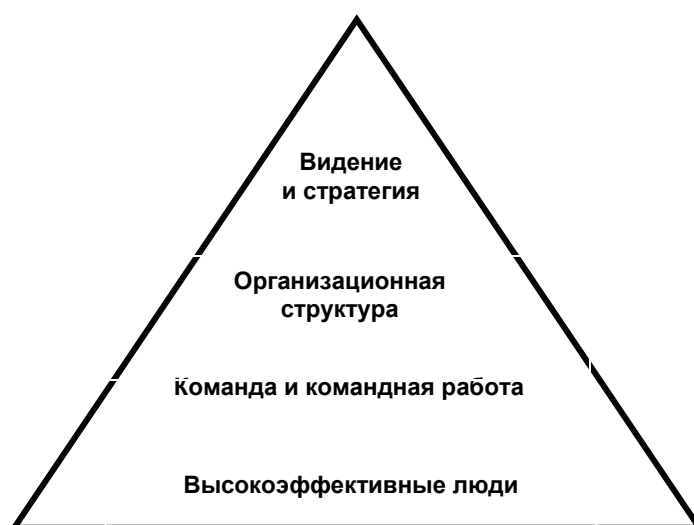 Видение
и стратегия
Организационная
структура
Команда и командная работа
Высокоэффективные люди